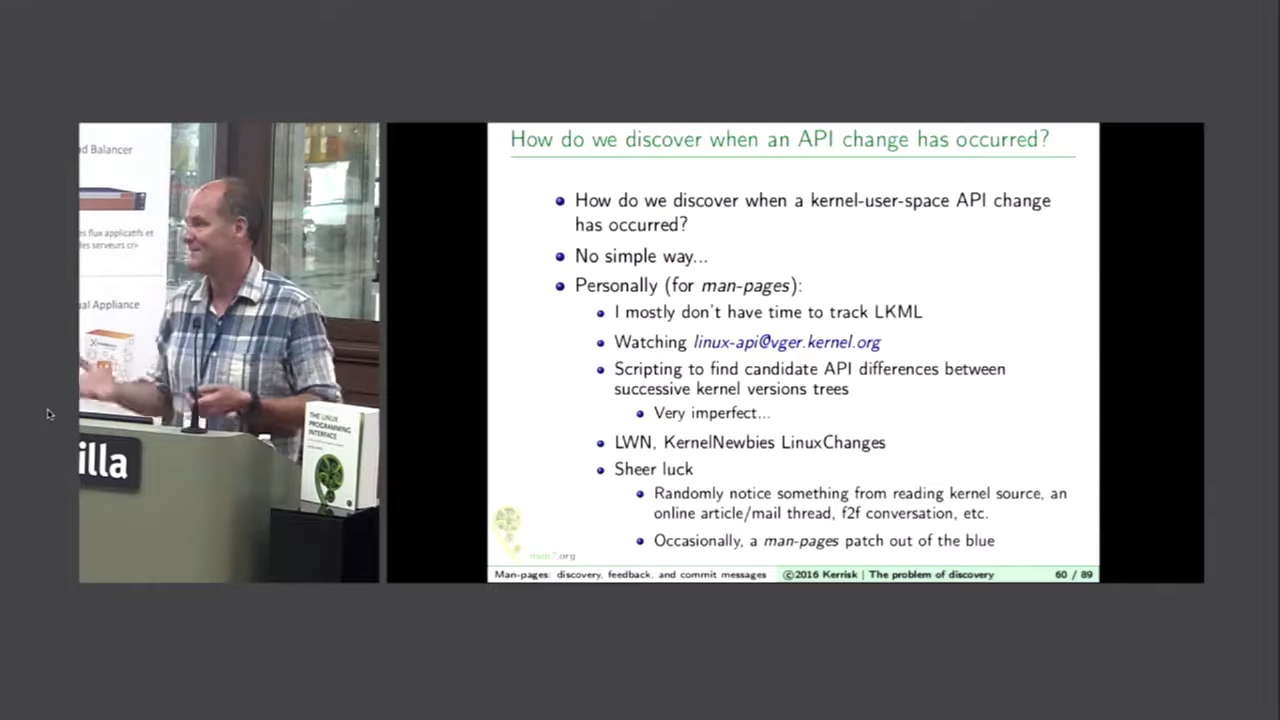 d Balancer
es flux applicatifs et
des serveurs cri-
al Appliance
THE LINUX
PROGRAMMING
INTERFACE
illa
How do we discover when an API change has occurred?
How do we discover when a kernel-user-space API change
has occurred?
No simple way...
Personally (for man-pages):
I mostly don't have time to track LKML
Watching linux-api@vger.kernel.org
Scripting to find candidate API differences between
successive kernel versions trees
Very imperfect...
LWN, KernelNewbies LinuxChanges
Sheer luck
Randomly notice something from reading kernel source, an
online article/mail thread, f2f conversation, etc.
Occasionally, a man-pages patch out of the blue
man7.org
Man-pages: discovery, feedback, and commit messages ©2016 Kerrisk | The problem of discovery 60 / 89